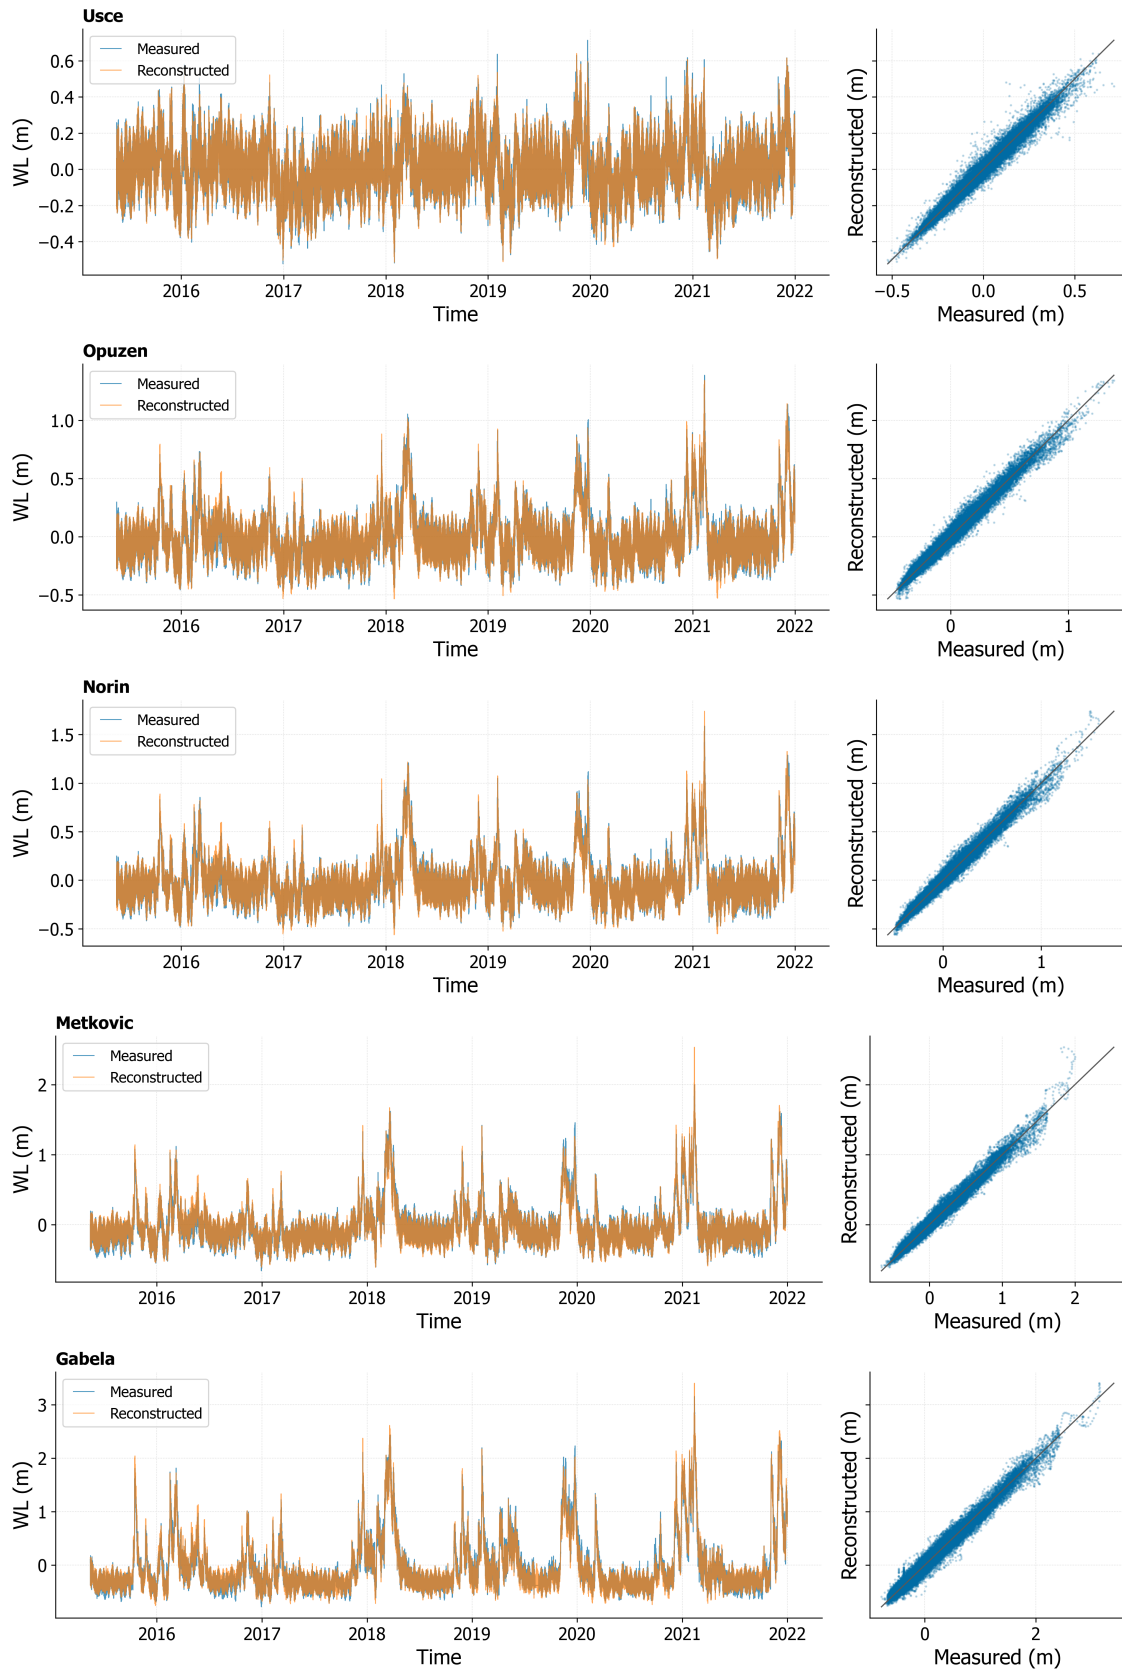 Usce
Measured
Reconstructed
WL (m)
0.6
0.4
0.2
0.0
−0.2
−0.4
2016 2017 2018 2019 2020 2021 2022
Time
Reconstructed (m)
−0.5 0.0 0.5
Measured (m)
Opuzen
Measured
Reconstructed
WL (m)
1.0
0.5
0.0
−0.5
2016 2017 2018 2019 2020 2021 2022
Time
Reconstructed (m)
0 1
Measured (m)
Norin
Measured
Reconstructed
WL (m)
1.5
1.0
0.5
0.0
−0.5
2016 2017 2018 2019 2020 2021 2022
Time
Reconstructed (m)
0 1
Measured (m)
Metkovic
Measured
Reconstructed
WL (m)
2
1
0
2016 2017 2018 2019 2020 2021 2022
Time
Reconstructed (m)
0 1 2
Measured (m)
Gabela
Measured
Reconstructed
WL (m)
3
2
1
0
2016 2017 2018 2019 2020 2021 2022
Time
Reconstructed (m)
0 2
Measured (m)